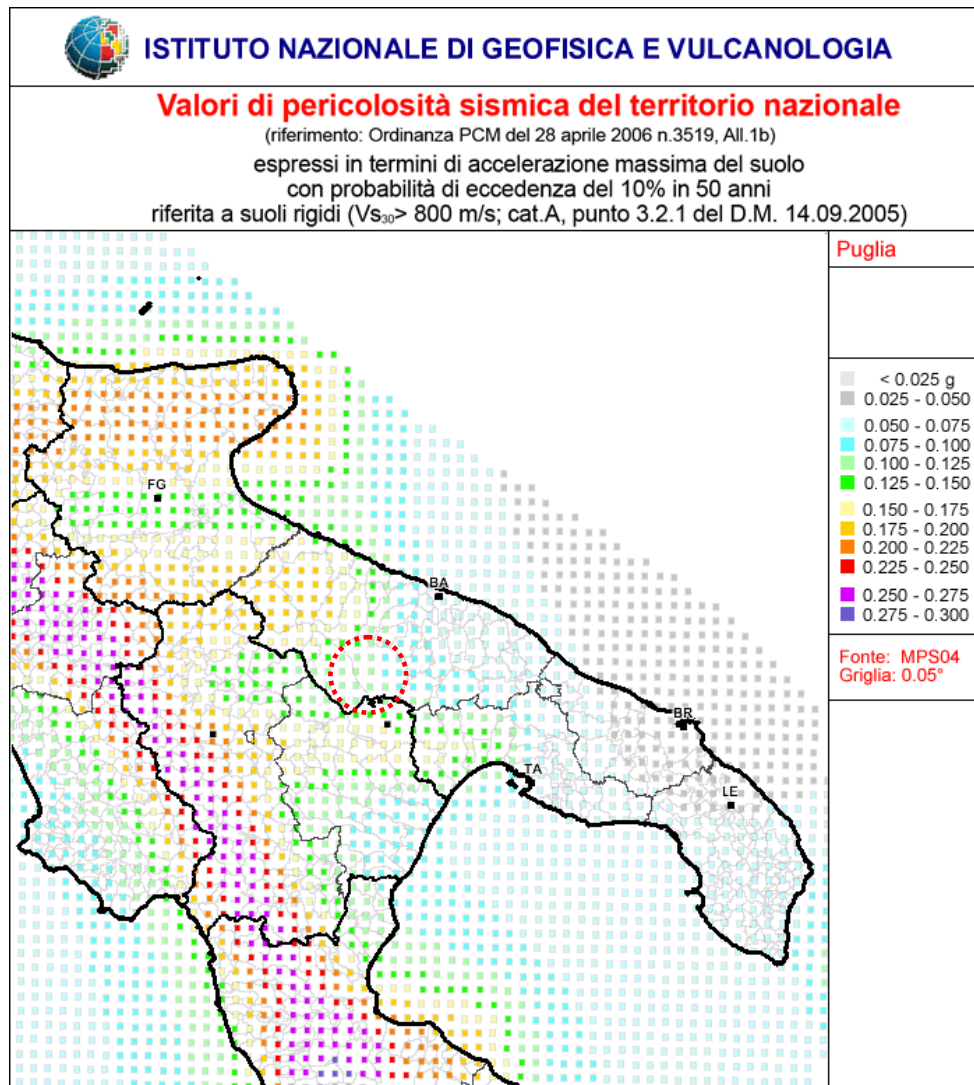 ISTITUTO NAZIONALE DI GEOFISICA E VULCANOLOGIA
Valori di pericolosità sismica del territorio nazionale
(riferimento: Ordinanza PCM del 28 aprile 2006 n.3519, All.1b)
espressi in termini di accelerazione massima del suolo
con probabilità di eccedenza del 10% in 50 anni
riferita a suoli rigidi (Vs₃₀> 800 m/s; cat.A, punto 3.2.1 del D.M. 14.09.2005)
Puglia
< 0.025 g
0.025 - 0.050
0.050 - 0.075
0.075 - 0.100
0.100 - 0.125
0.125 - 0.150
0.150 - 0.175
0.175 - 0.200
0.200 - 0.225
0.225 - 0.250
0.250 - 0.275
0.275 - 0.300
Fonte: MPS04
Griglia: 0.05°
FG
BA
BR
TA
LE